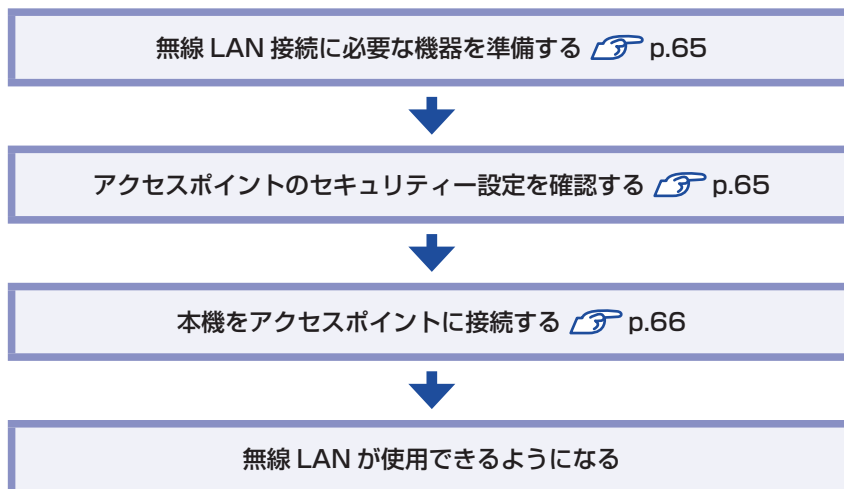 無線 LAN 接続に必要な機器を準備する p.65
アクセスポイントのセキュリティー設定を確認する p.65
本機をアクセスポイントに接続する p.66
無線 LAN が使用できるようになる